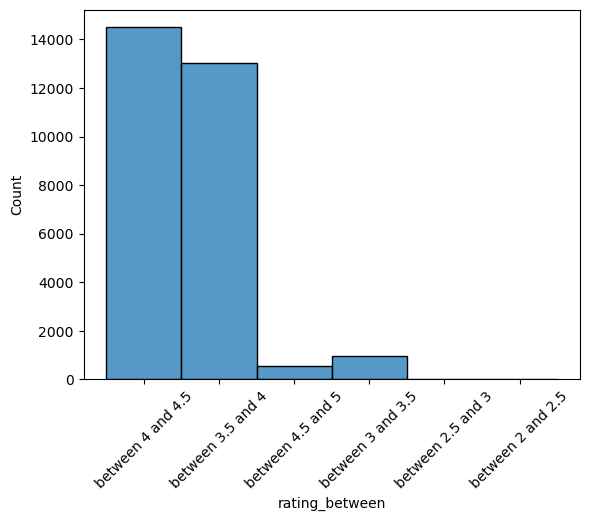 14000
12000
10000
8000
6000
4000
2000
0
Count
between 4 and 4.5
between 3.5 and 4
between 4.5 and 5
between 3 and 3.5
between 2.5 and 3
between 2 and 2.5
rating_between